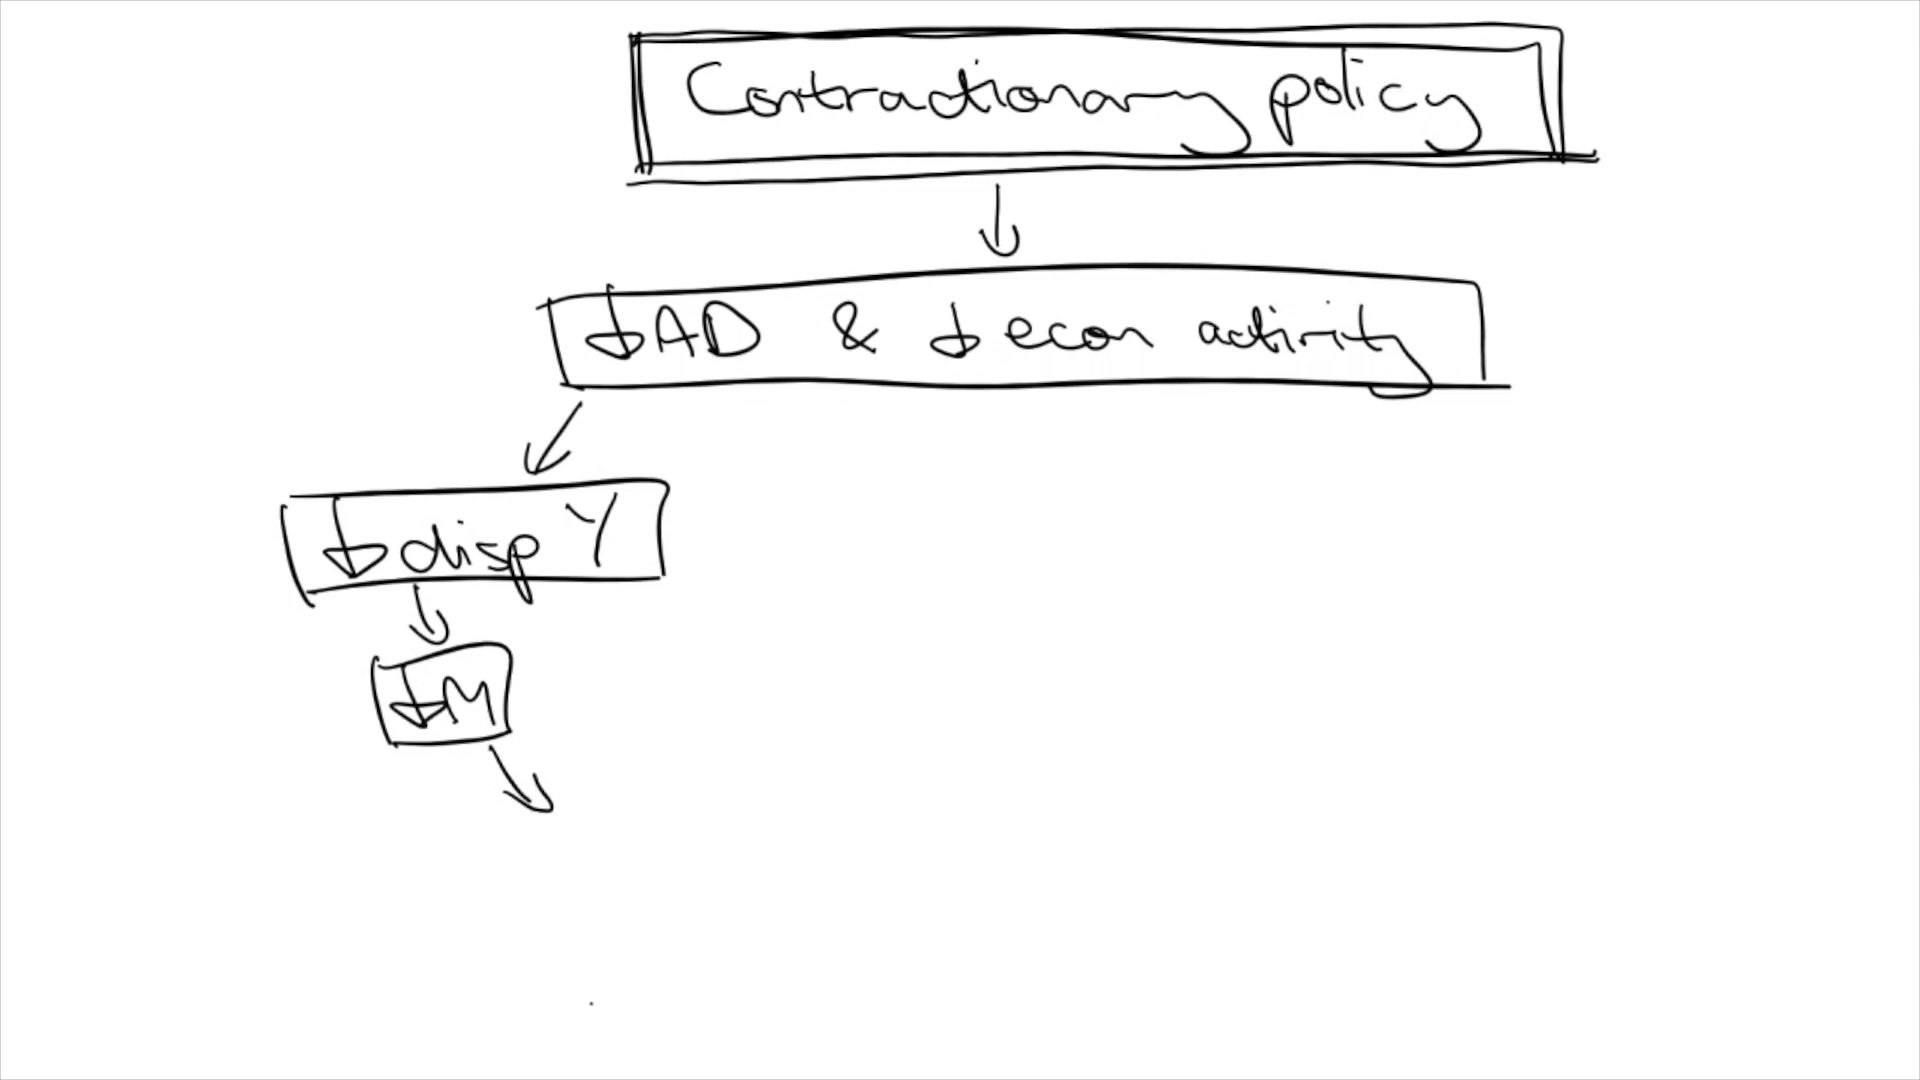 Contractionary policy
↓AD & ↓econ activity
↓disp Y
↓M